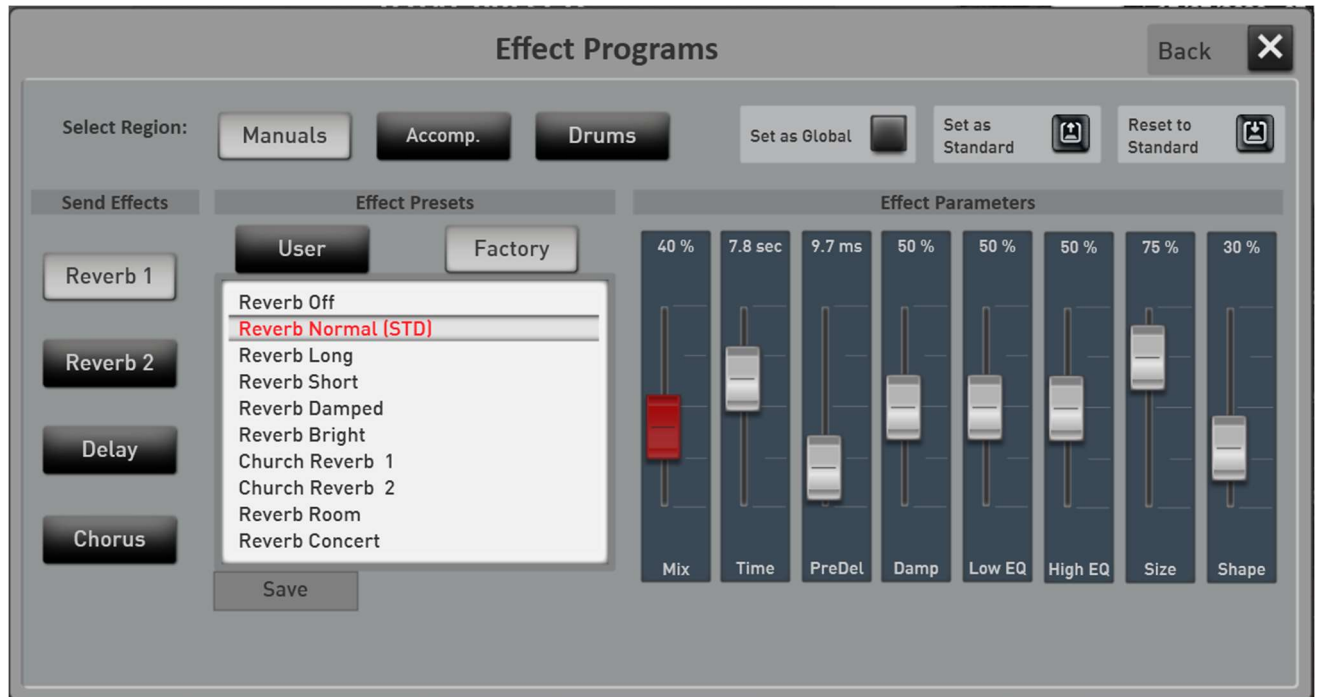 Effect Programs
Back
Select Region:
Manuals
Accomp.
Drums
Set as Global
Set as
Standard
Reset to
Standard
Send Effects
Effect Presets
Effect Parameters
Reverb 1
Reverb 2
Delay
Chorus
User
Factory
Reverb Off
Reverb Normal (STD)
Reverb Long
Reverb Short
Reverb Damped
Reverb Bright
Church Reverb 1
Church Reverb 2
Reverb Room
Reverb Concert
Save
40 %
7.8 sec
9.7 ms
50 %
50 %
50 %
75 %
30 %
Mix
Time
PreDel
Damp
Low EQ
High EQ
Size
Shape